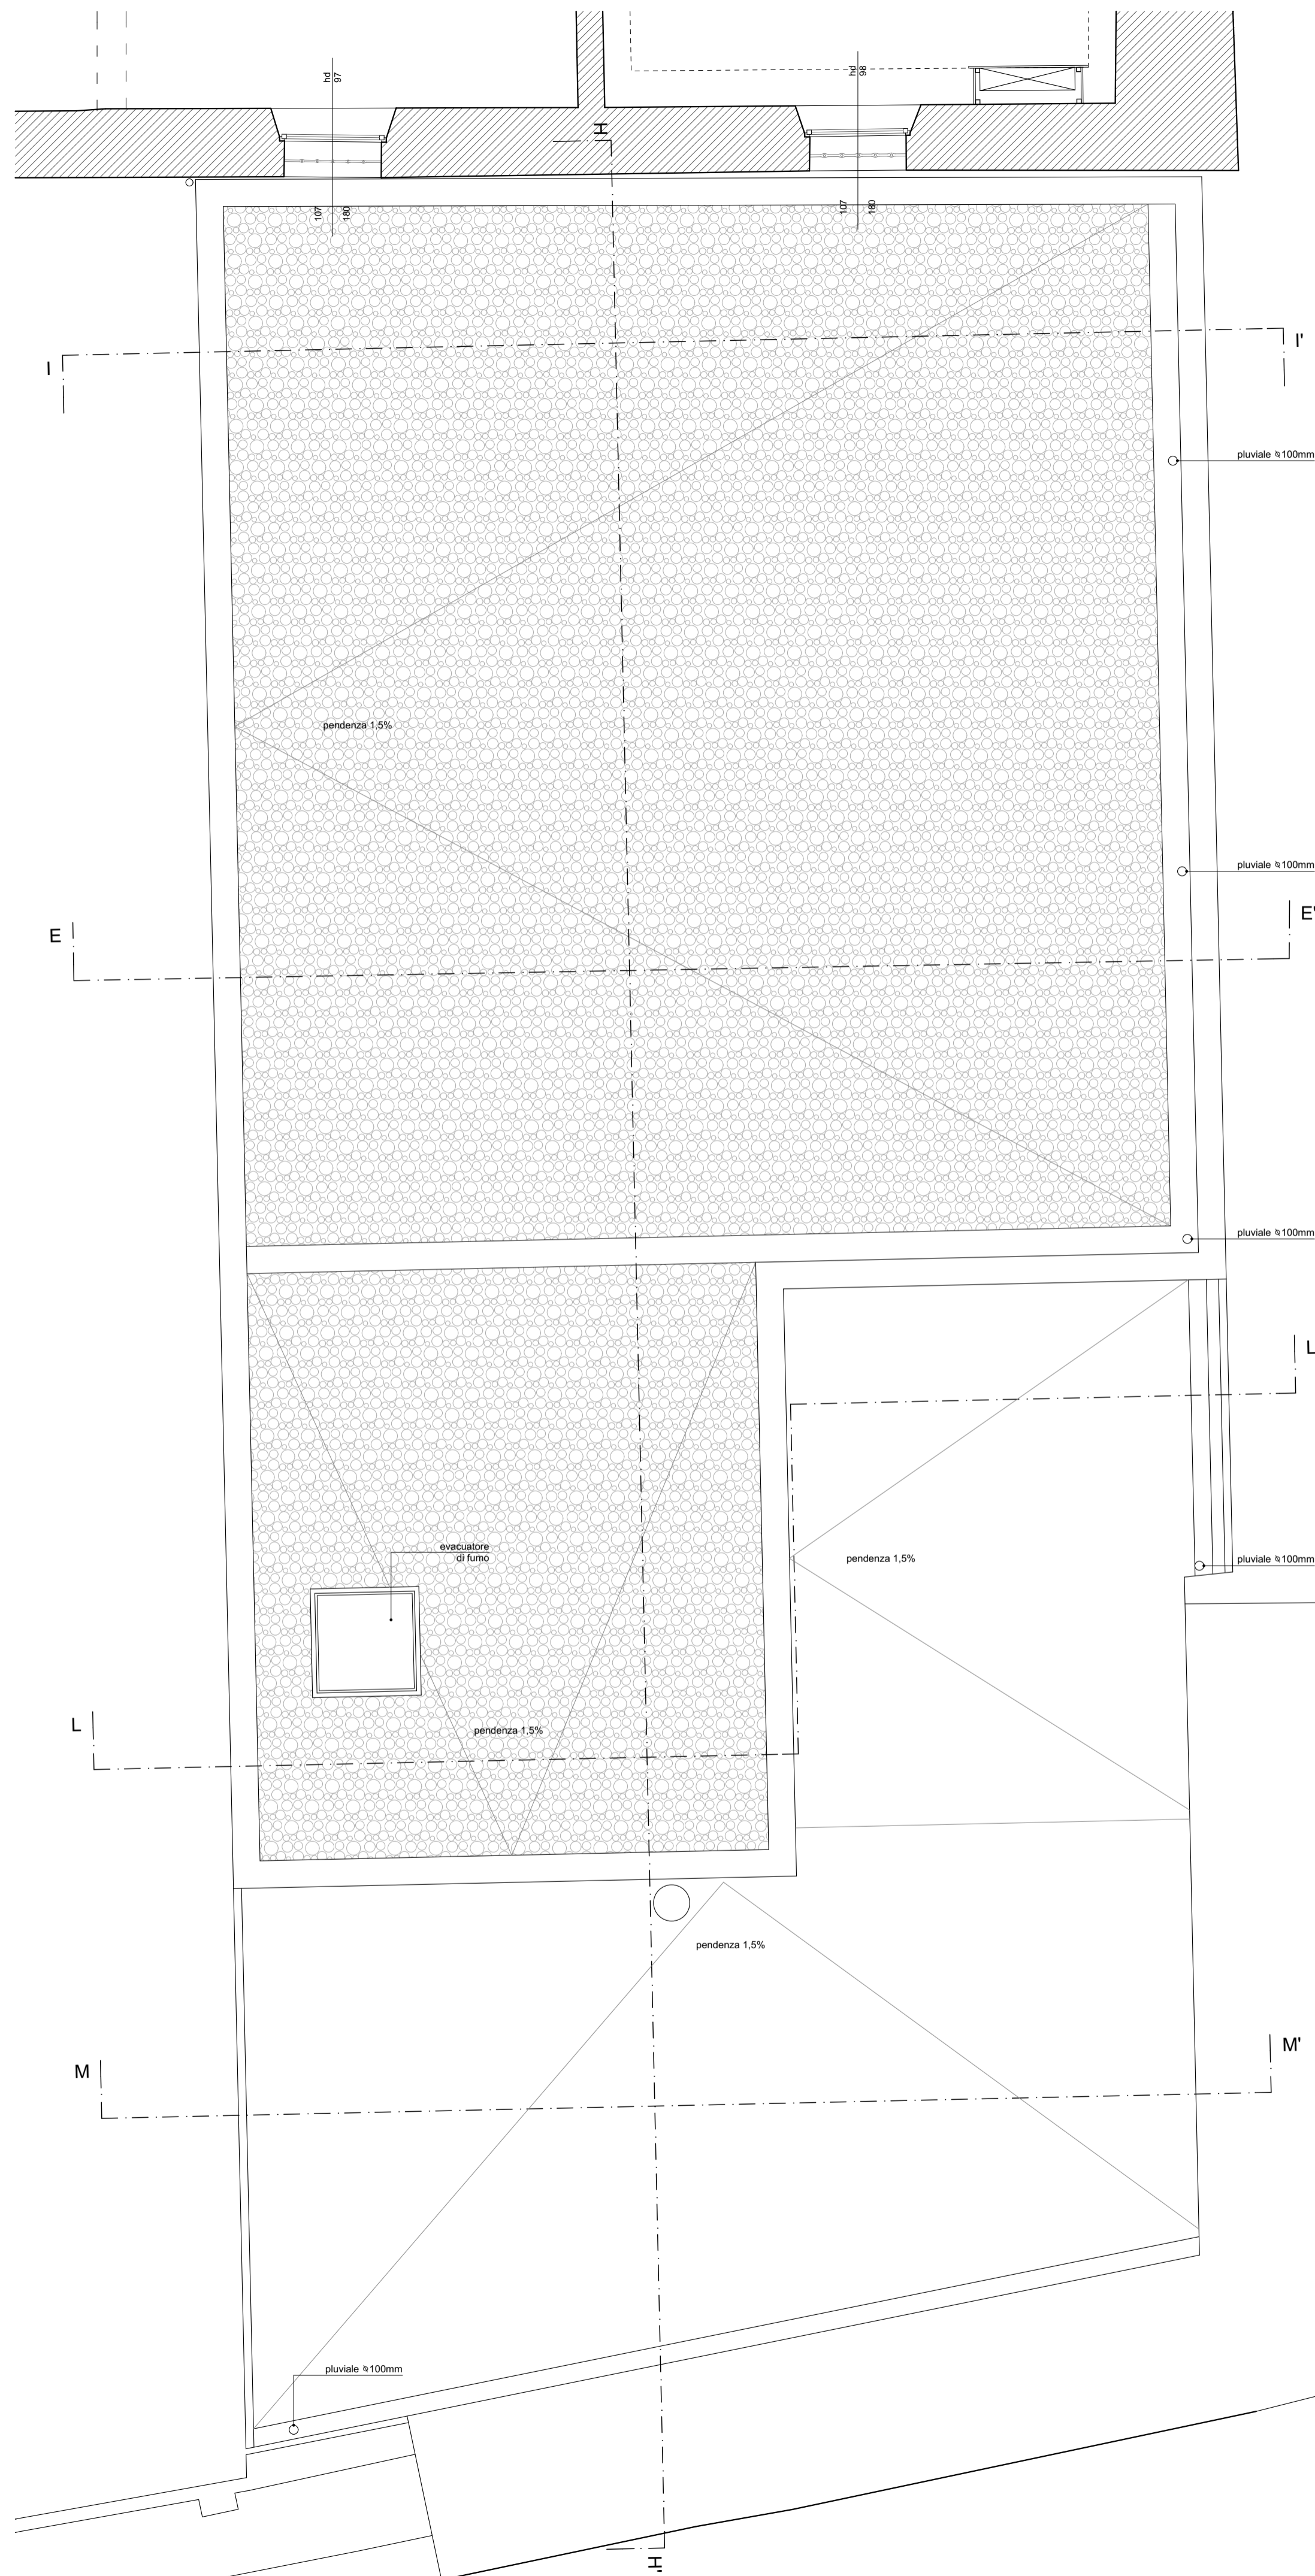 hd
97
hd
98
H
107
180
107
180
I
I'
pluviale ⌀100mm
pendenza 1,5%
pluviale ⌀100mm
E
E'
pluviale ⌀100mm
L
evacuatore
di fumo
pendenza 1,5%
pluviale ⌀100mm
L
pendenza 1,5%
pendenza 1,5%
M
M'
pluviale ⌀100mm
H'